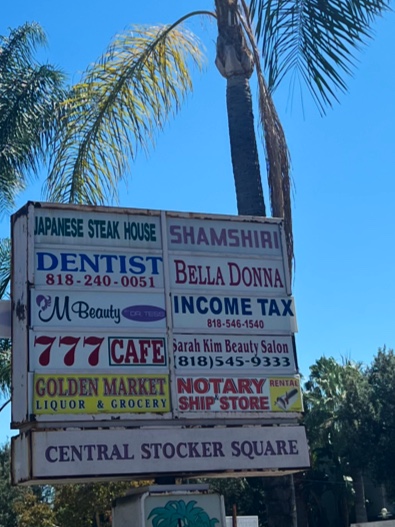 JAPANESE STEAK HOUSE
SHAMSHIRI
DENTIST
818-240-0051
BELLA DONNA
M Beauty
INCOME TAX
818-546-1540
777 CAFE
Sarah Kim Beauty Salon
(818)545-9333
GOLDEN MARKET
LIQUOR & GROCERY
NOTARY
SHIP STORE
RENTAL
CENTRAL STOCKER SQUARE